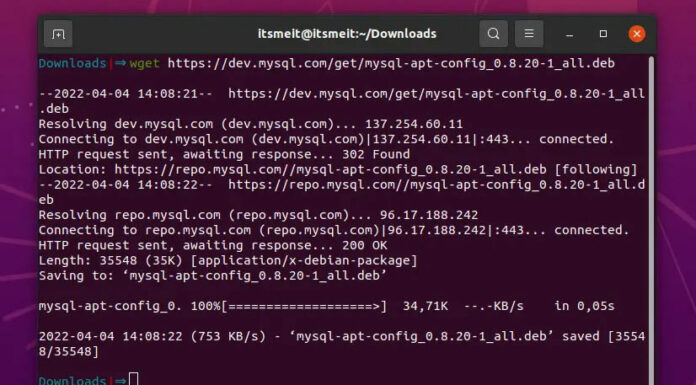 itsmeit@itsmeit:~/Downloads
Downloads|⇒wget https://dev.mysql.com/get/mysql-apt-config_0.8.20-1_all.deb
--2022-04-04 14:08:21--  https://dev.mysql.com/get/mysql-apt-config_0.8.20-1_all
.deb
Resolving dev.mysql.com (dev.mysql.com)... 137.254.60.11
Connecting to dev.mysql.com (dev.mysql.com)|137.254.60.11|:443... connected.
HTTP request sent, awaiting response... 302 Found
Location: https://repo.mysql.com//mysql-apt-config_0.8.20-1_all.deb [following]
--2022-04-04 14:08:22--  https://repo.mysql.com//mysql-apt-config_0.8.20-1_all.d
eb
Resolving repo.mysql.com (repo.mysql.com)... 96.17.188.242
Connecting to repo.mysql.com (repo.mysql.com)|96.17.188.242|:443... connected.
HTTP request sent, awaiting response... 200 OK
Length: 35548 (35K) [application/x-debian-package]
Saving to: ‘mysql-apt-config_0.8.20-1_all.deb’
mysql-apt-config_0. 100%[===================>]  34,71K  --.-KB/s    in 0,05s
2022-04-04 14:08:22 (753 KB/s) - ‘mysql-apt-config_0.8.20-1_all.deb’ saved [3554
8/35548]
Downloads|⇒